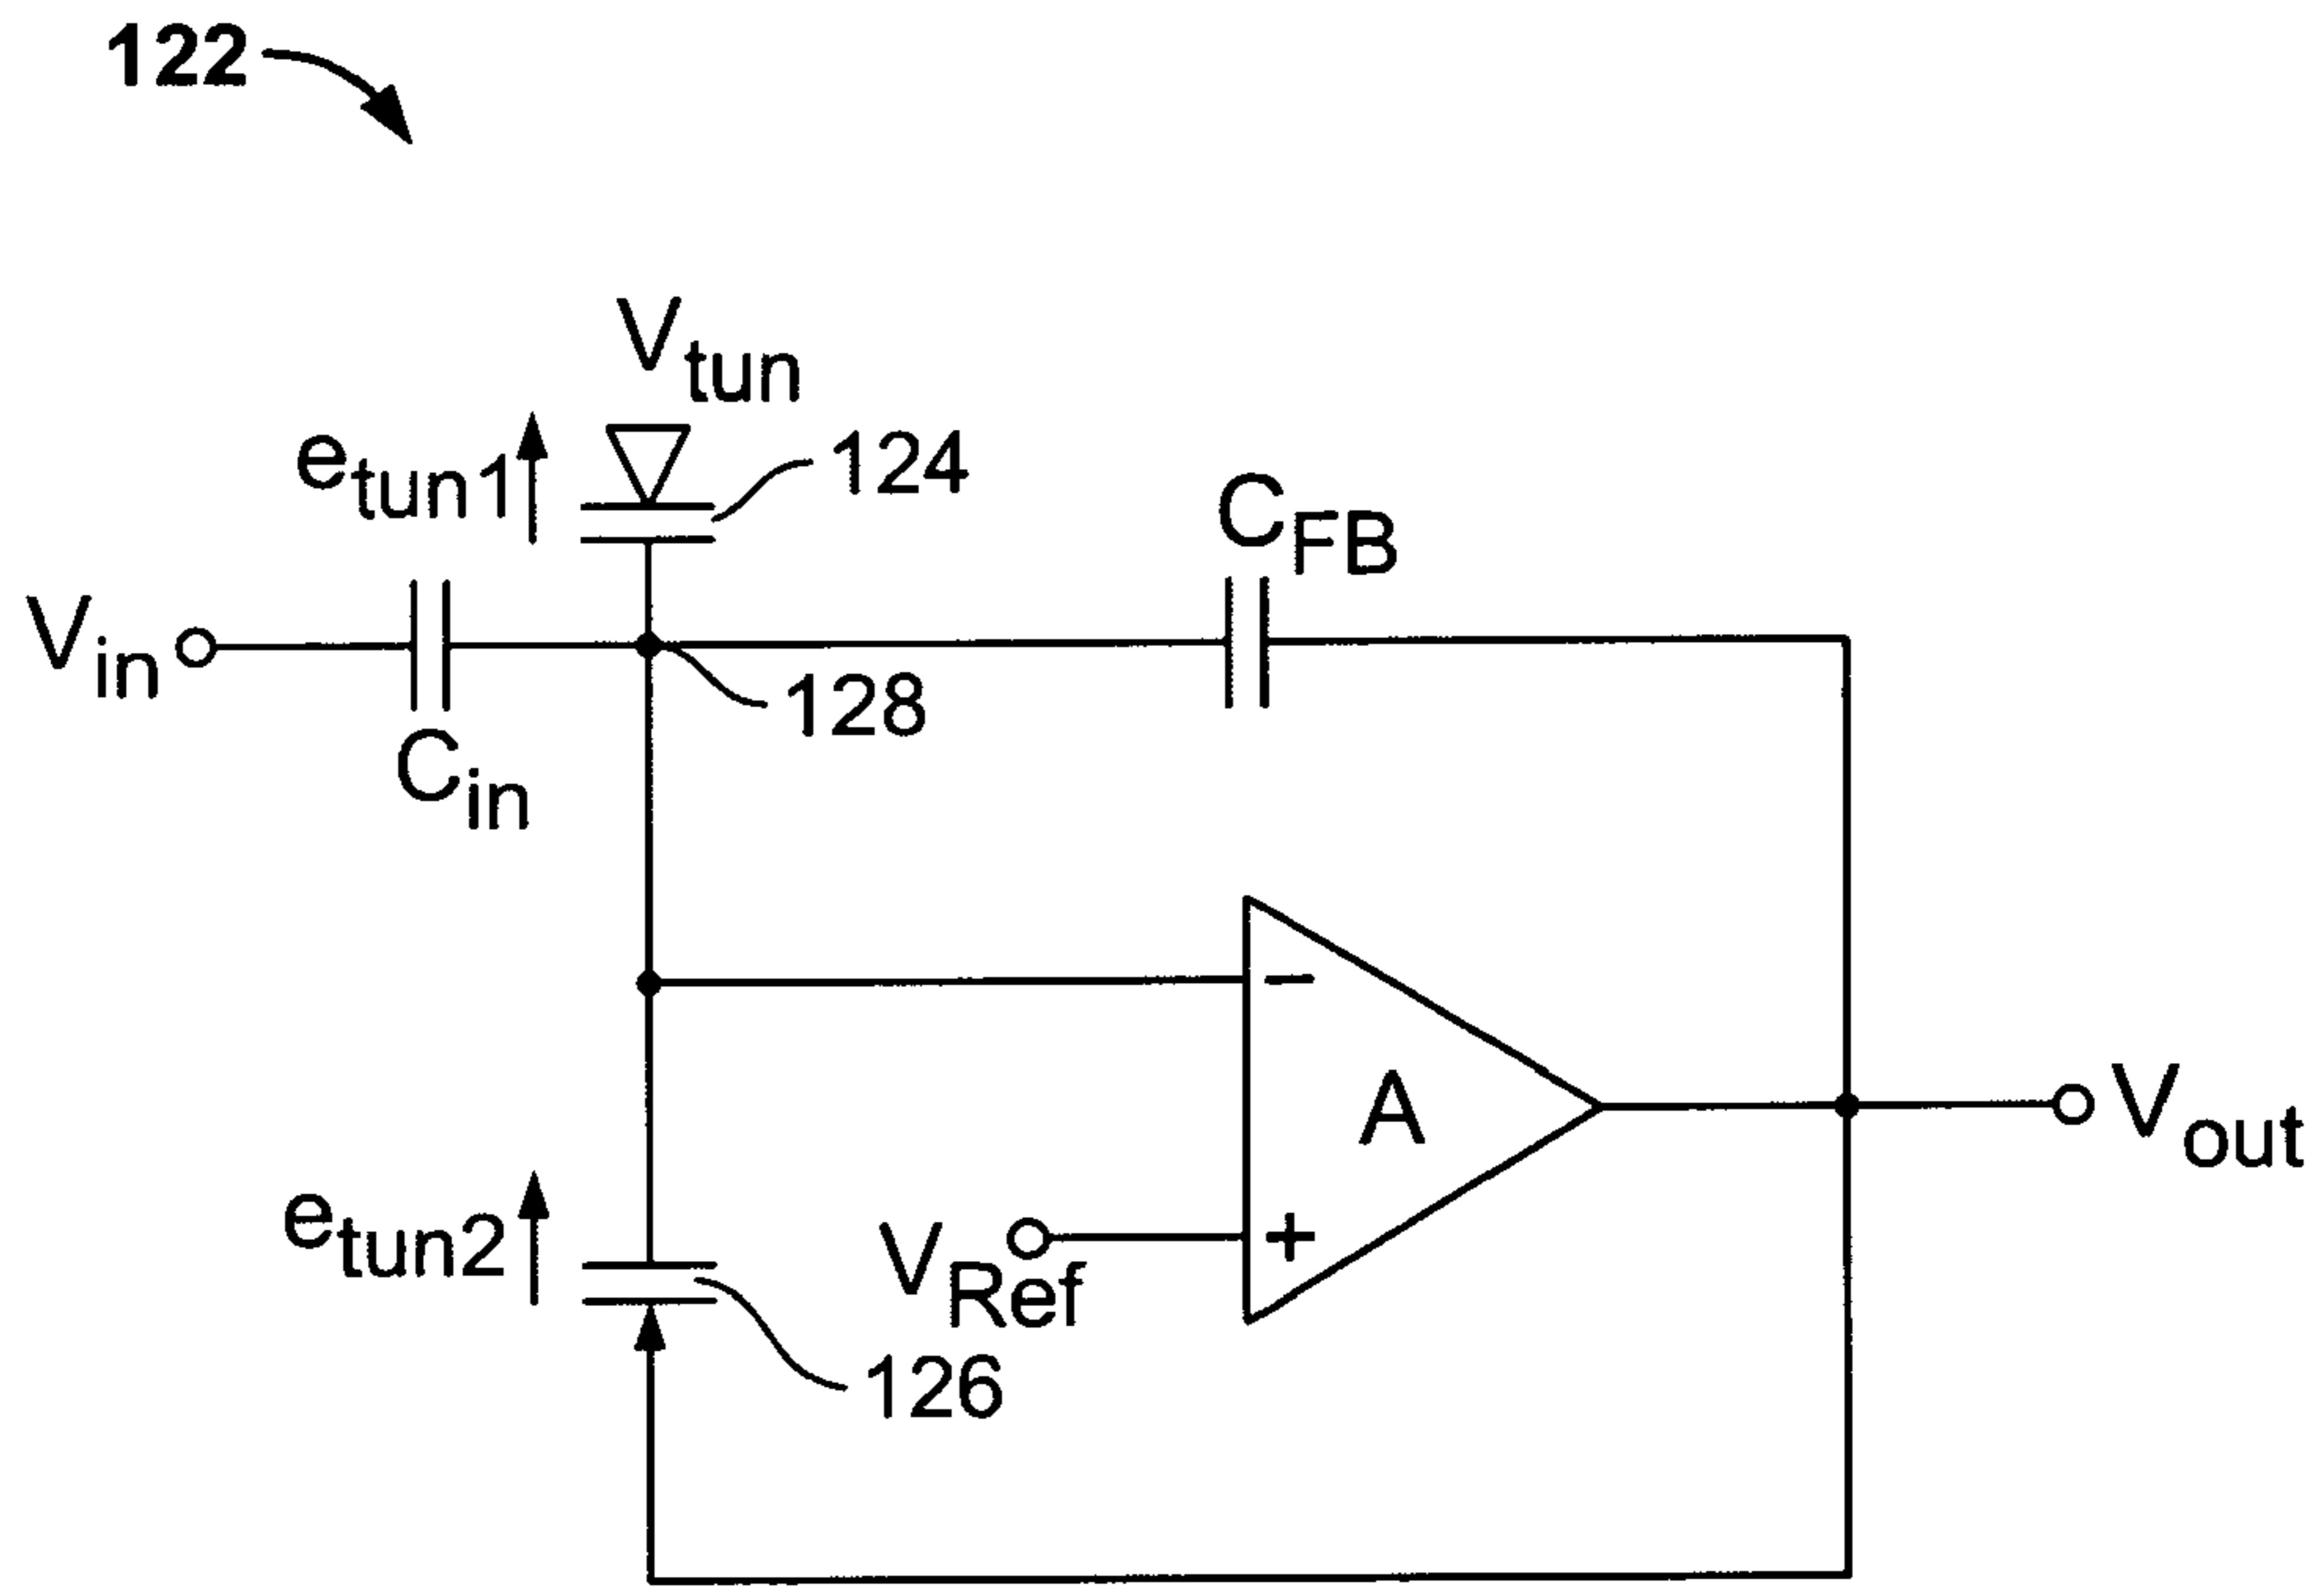 122
Vtun
etun1
124
CFB
Vin
128
Cin
−
A
Vout
etun2
VRef
+
126